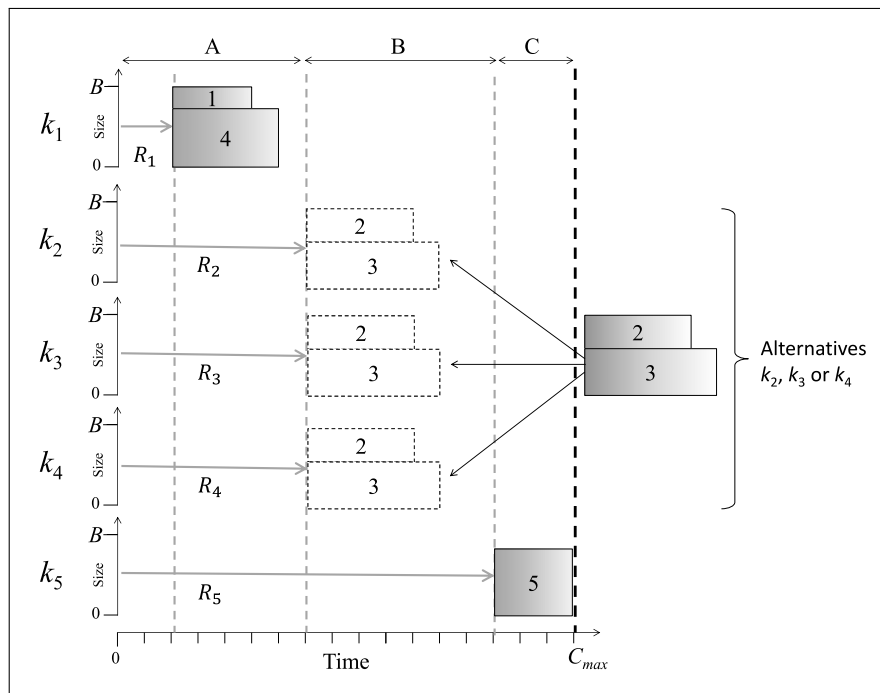 A B C
B
1
k1 Size 4
R1
0
B
2
k2 Size
R2 3
0
B
2
k3 Size 2
R3 3 3
Alternatives
k2, k3 or k4
0
B
2
k4 Size
R4 3
0
B
k5 Size 5
R5
0
0 Time Cmax